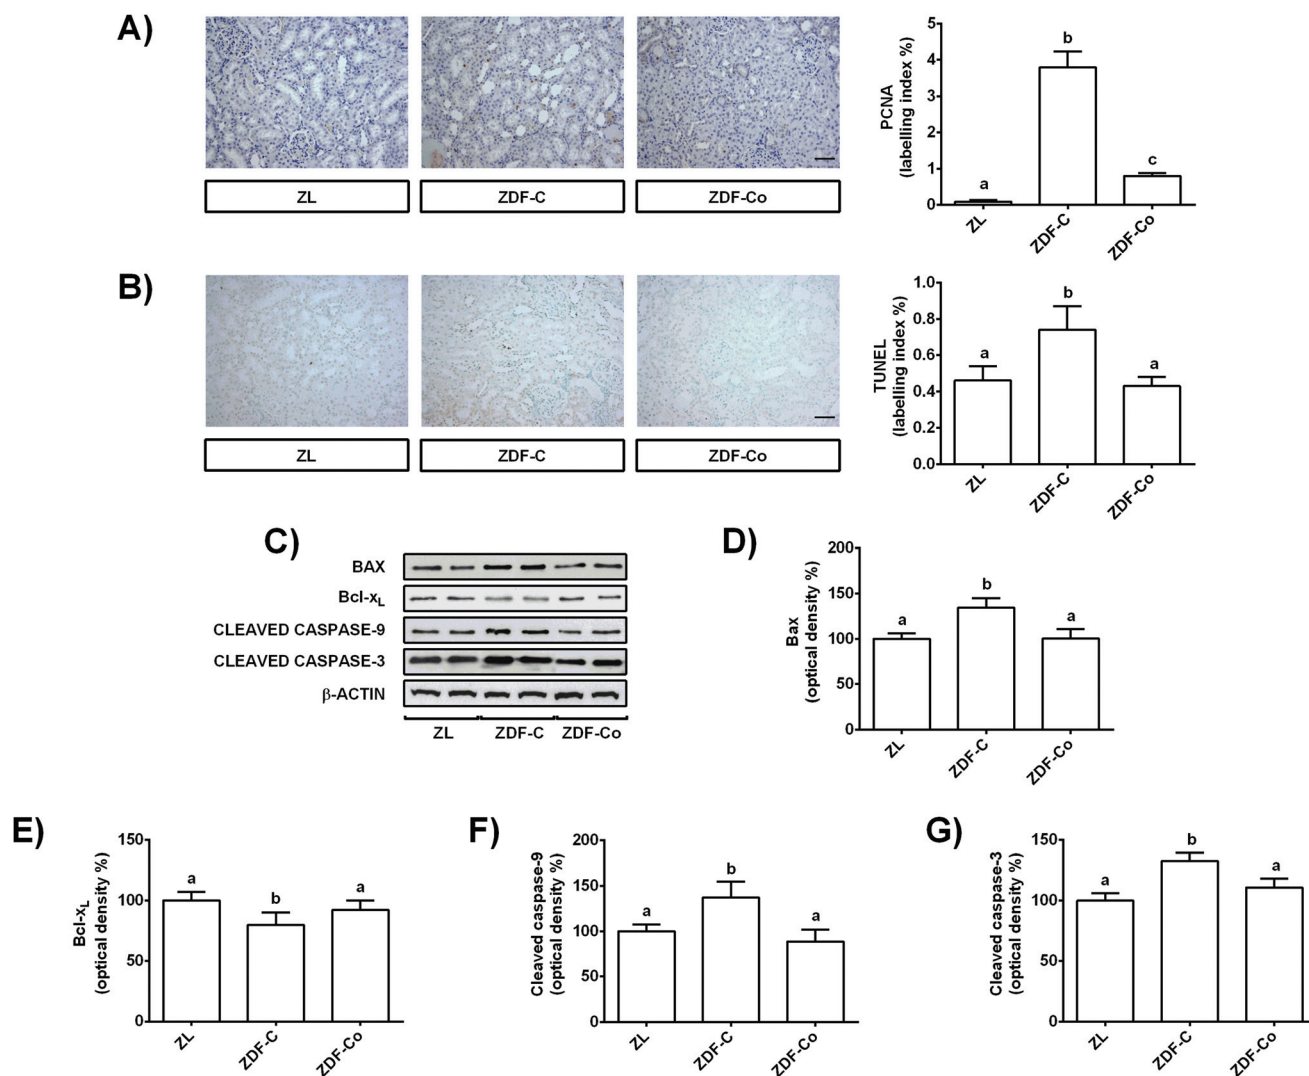 A)
ZL
ZDF-C
ZDF-Co
PCNA
(labelling index %)
5
4
3
2
1
0
a
b
c
ZL
ZDF-C
ZDF-Co
B)
ZL
ZDF-C
ZDF-Co
TUNEL
(labelling index %)
1.0
0.8
0.6
0.4
0.2
0.0
a
b
a
ZL
ZDF-C
ZDF-Co
C)
BAX
Bcl-xL
CLEAVED CASPASE-9
CLEAVED CASPASE-3
β-ACTIN
ZL
ZDF-C
ZDF-Co
D)
Bax
(optical density %)
200
150
100
50
0
a
b
a
ZL
ZDF-C
ZDF-Co
E)
Bcl-xL
(optical density %)
150
100
50
0
a
b
a
ZL
ZDF-C
ZDF-Co
F)
Cleaved caspase-9
(optical density %)
200
150
100
50
0
a
b
a
ZL
ZDF-C
ZDF-Co
G)
Cleaved caspase-3
(optical density %)
150
100
50
0
a
b
a
ZL
ZDF-C
ZDF-Co